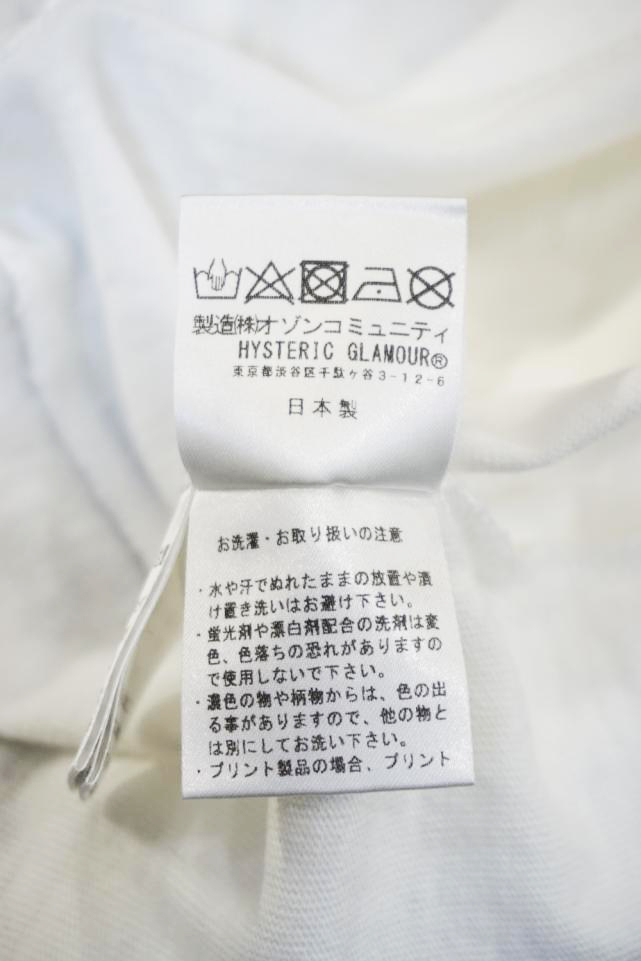 製造(株)オゾンコミュニティ
HYSTERIC GLAMOUR®
東京都渋谷区千駄ヶ谷3-12-6
日本製
お洗濯・お取り扱いの注意
・水や汗でぬれたままの放置や漬
け置き洗いはお避け下さい。
・蛍光剤や漂白剤配合の洗剤は変
色、色落ちの恐れがありますの
で使用しないで下さい。
・濃色の物や柄物からは、色の出
る事がありますので、他の物と
は別にしてお洗い下さい。
・プリント製品の場合、プリント